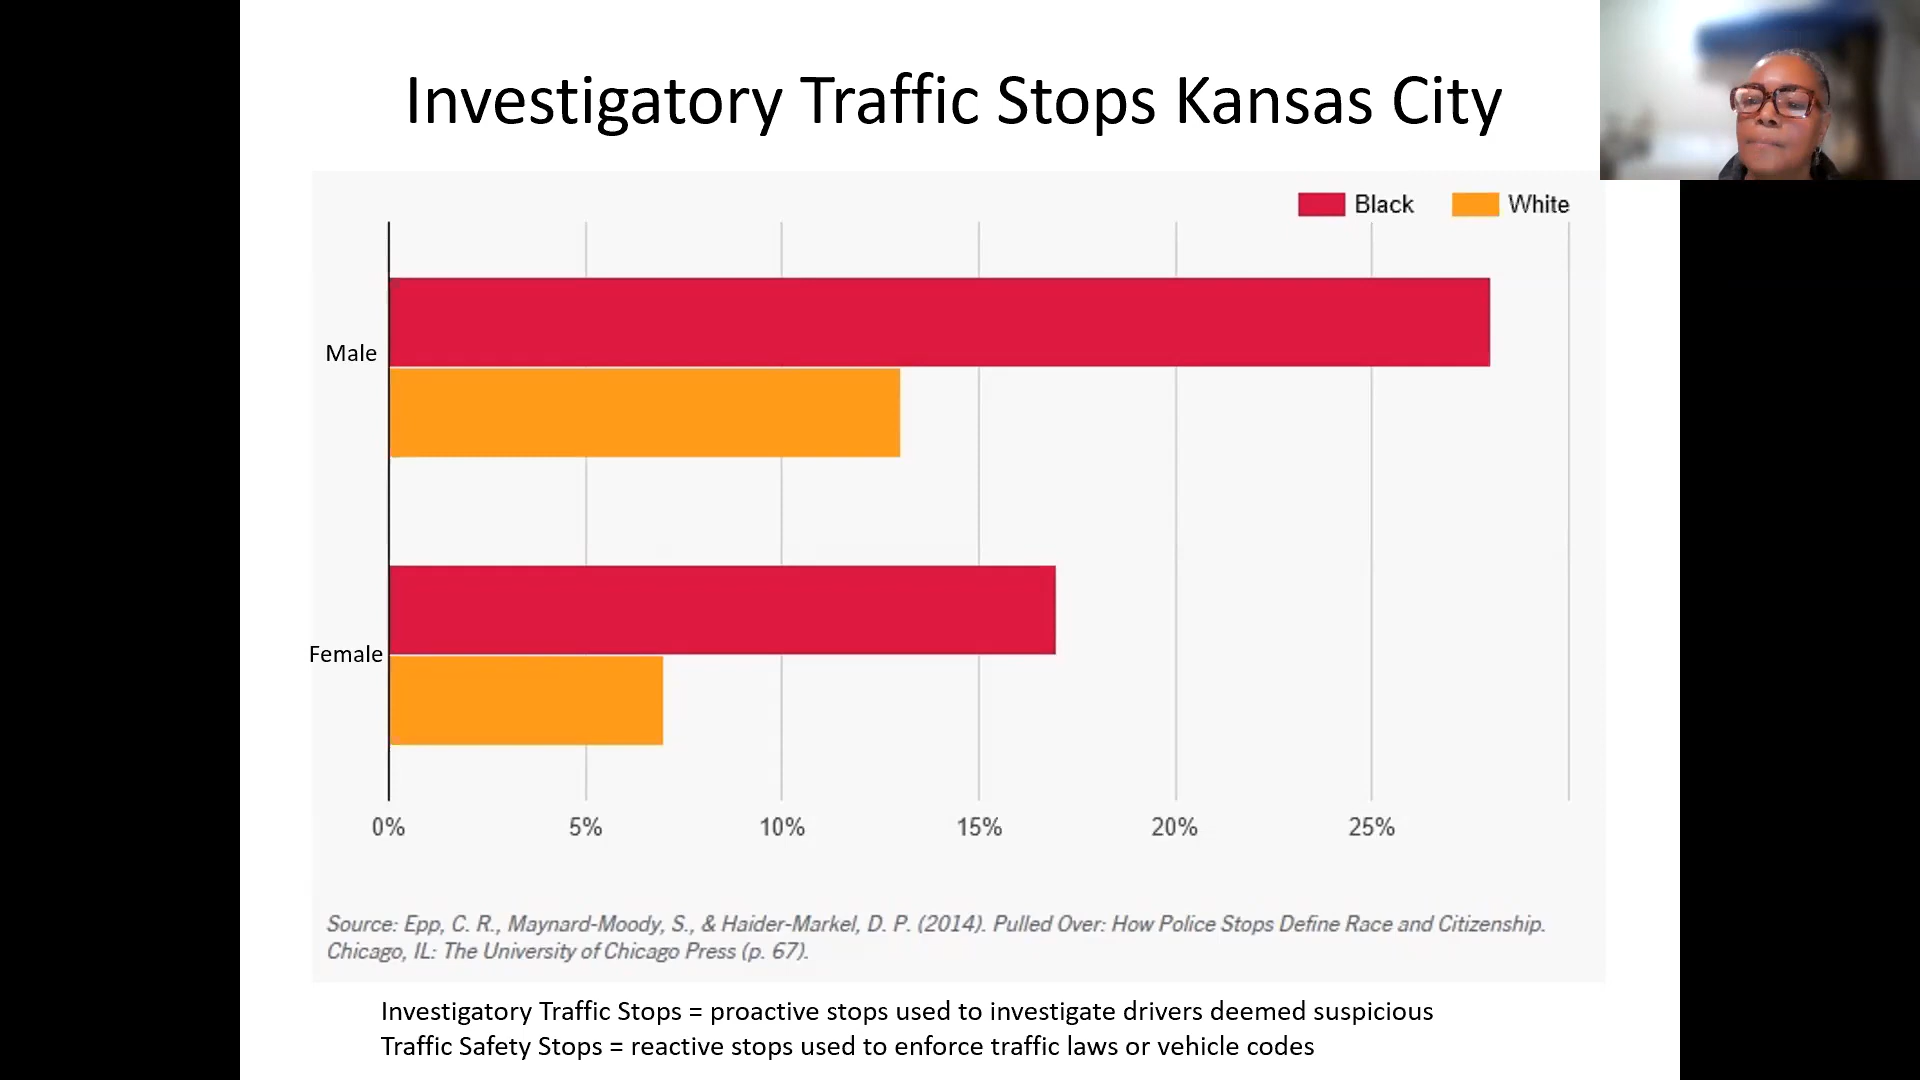 Investigatory Traffic Stops Kansas City
Black White
Male
Female
0% 5% 10% 15% 20% 25%
Source: Epp, C. R., Maynard-Moody, S., & Haider-Markel, D. P. (2014). Pulled Over: How Police Stops Define Race and Citizenship.
Chicago, IL: The University of Chicago Press (p. 67).
Investigatory Traffic Stops = proactive stops used to investigate drivers deemed suspicious
Traffic Safety Stops = reactive stops used to enforce traffic laws or vehicle codes